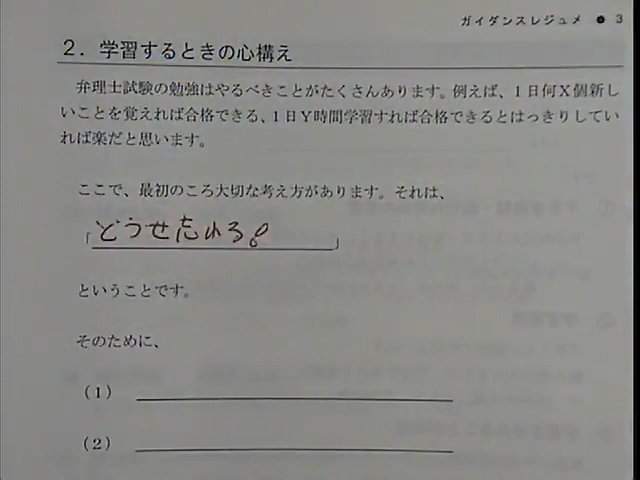 ガイダンスレジュメ ● 3
2．学習するときの心構え
弁理士試験の勉強はやるべきことがたくさんあります。例えば、1日何X個新し
いことを覚えれば合格できる、1日Y時間学習すれば合格できるとはっきりしてい
れば楽だと思います。
ここで、最初のころ大切な考え方があります。それは、
「どうせ忘れる!」
ということです。
そのために、
(1)
(2)